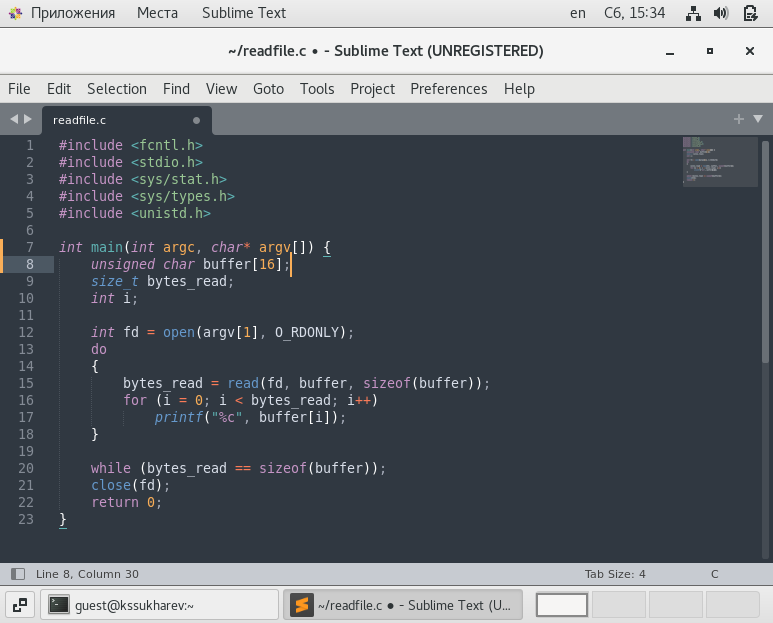 Приложения Места Sublime Text en Сб, 15:34
~/readfile.c • - Sublime Text (UNREGISTERED)
File Edit Selection Find View Goto Tools Project Preferences Help
readfile.c
1 #include <fcntl.h>
2 #include <stdio.h>
3 #include <sys/stat.h>
4 #include <sys/types.h>
5 #include <unistd.h>
6
7 int main(int argc, char* argv[]) {
8     unsigned char buffer[16];
9     size_t bytes_read;
10     int i;
11
12     int fd = open(argv[1], O_RDONLY);
13     do
14     {
15         bytes_read = read(fd, buffer, sizeof(buffer));
16         for (i = 0; i < bytes_read; i++)
17             printf("%c", buffer[i]);
18     }
19
20     while (bytes_read == sizeof(buffer));
21     close(fd);
22     return 0;
23 }
Line 8, Column 30 Tab Size: 4 C
guest@kssukharev:~ ~/readfile.c • - Sublime Text (U...